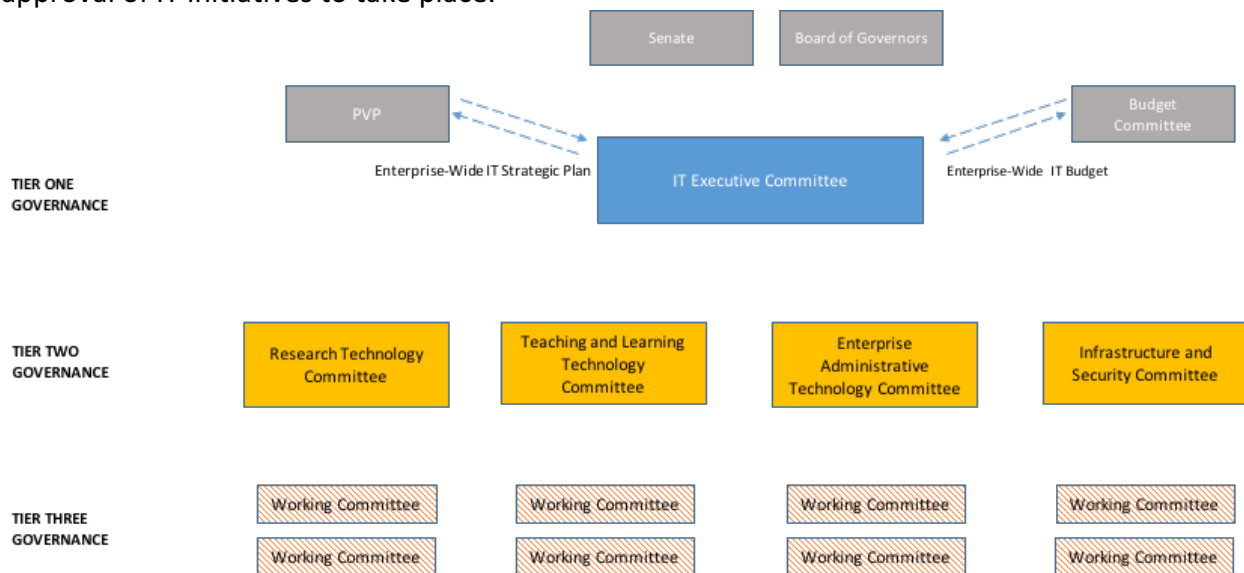 approval of IT initiatives to take place.
Senate
Board of Governors
PVP
Budget
Committee
Enterprise-Wide IT Strategic Plan
IT Executive Committee
Enterprise-Wide IT Budget
TIER ONE
GOVERNANCE
TIER TWO
GOVERNANCE
Research Technology
Committee
Teaching and Learning
Technology
Committee
Enterprise
Administrative
Technology Committee
Infrastructure and
Security Committee
TIER THREE
GOVERNANCE
Working Committee
Working Committee
Working Committee
Working Committee
Working Committee
Working Committee
Working Committee
Working Committee